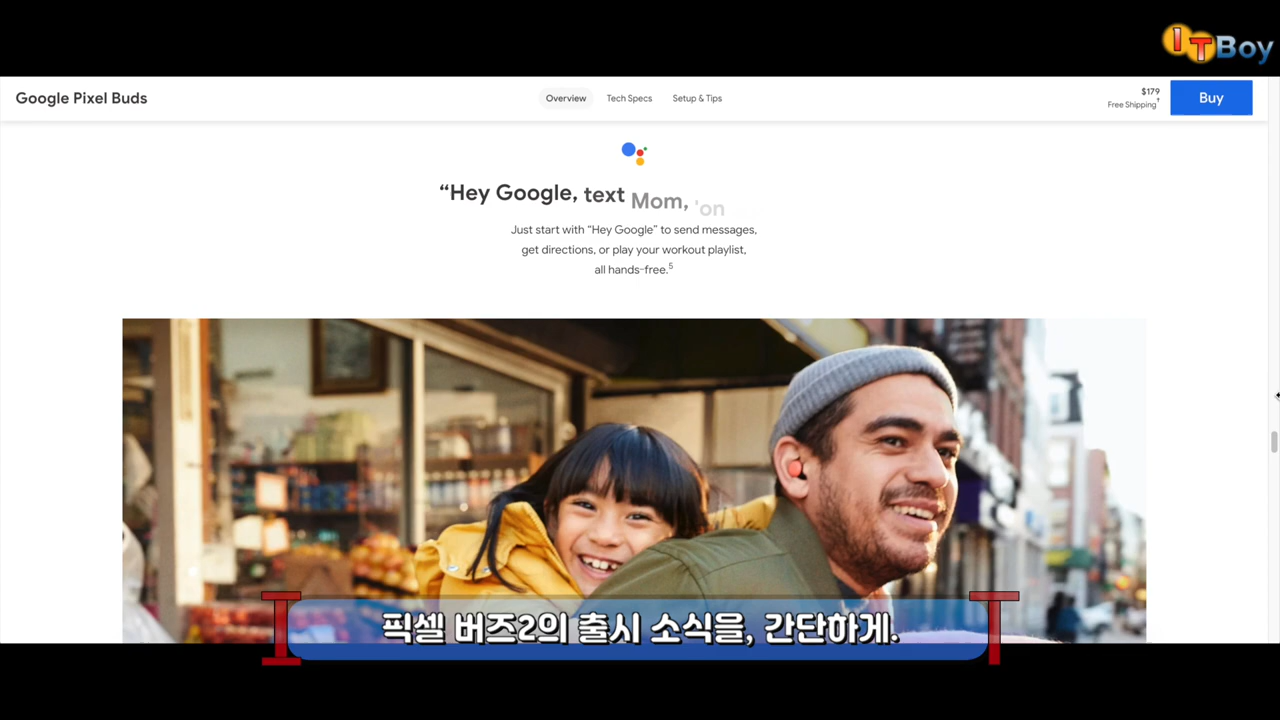 ITBoy
Google Pixel Buds
Overview
Tech Specs
Setup & Tips
$179
Free Shipping†
Buy
“Hey Google, text Mom, 'on
Just start with “Hey Google” to send messages,
get directions, or play your workout playlist,
all hands-free.5
픽셀 버즈2의 출시 소식을, 간단하게.